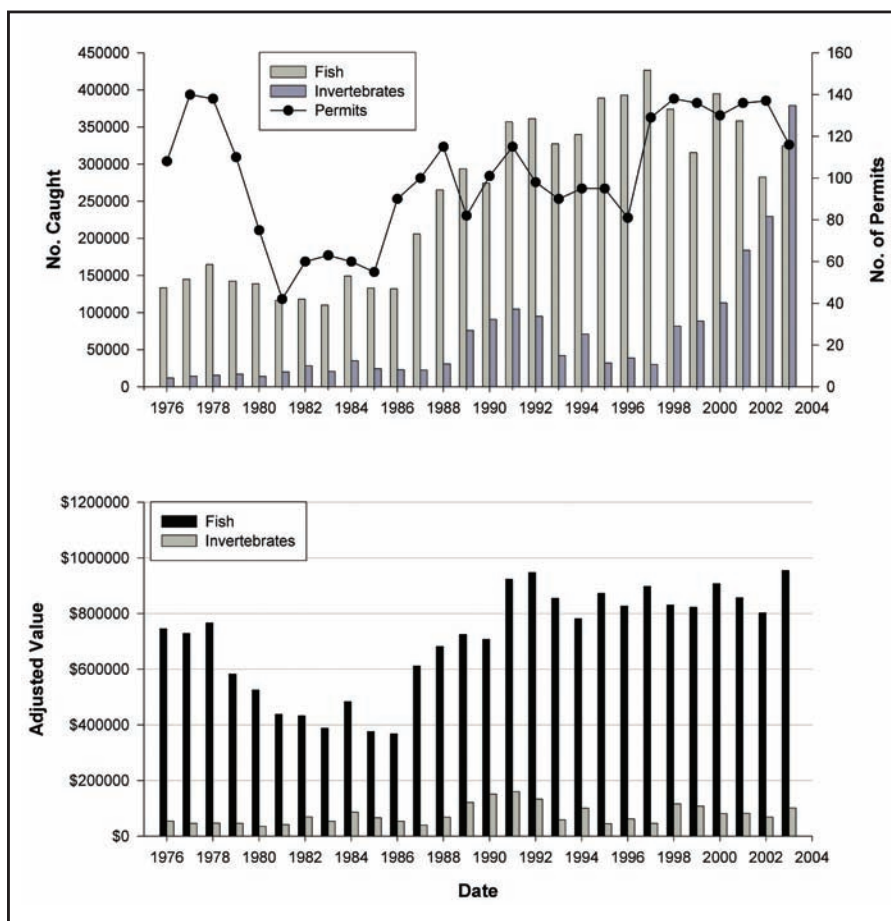 450000
400000
350000
300000
250000
200000
150000
100000
50000
0
No. Caught
Fish
Invertebrates
Permits
160
140
120
100
80
60
40
20
0
No. of Permits
1976 1978 1980 1982 1984 1986 1988 1990 1992 1994 1996 1998 2000 2002 2004
$1200000
$1000000
$800000
$600000
$400000
$200000
$0
Adjusted Value
Fish
Invertebrates
1976 1978 1980 1982 1984 1986 1988 1990 1992 1994 1996 1998 2000 2002 2004
Date